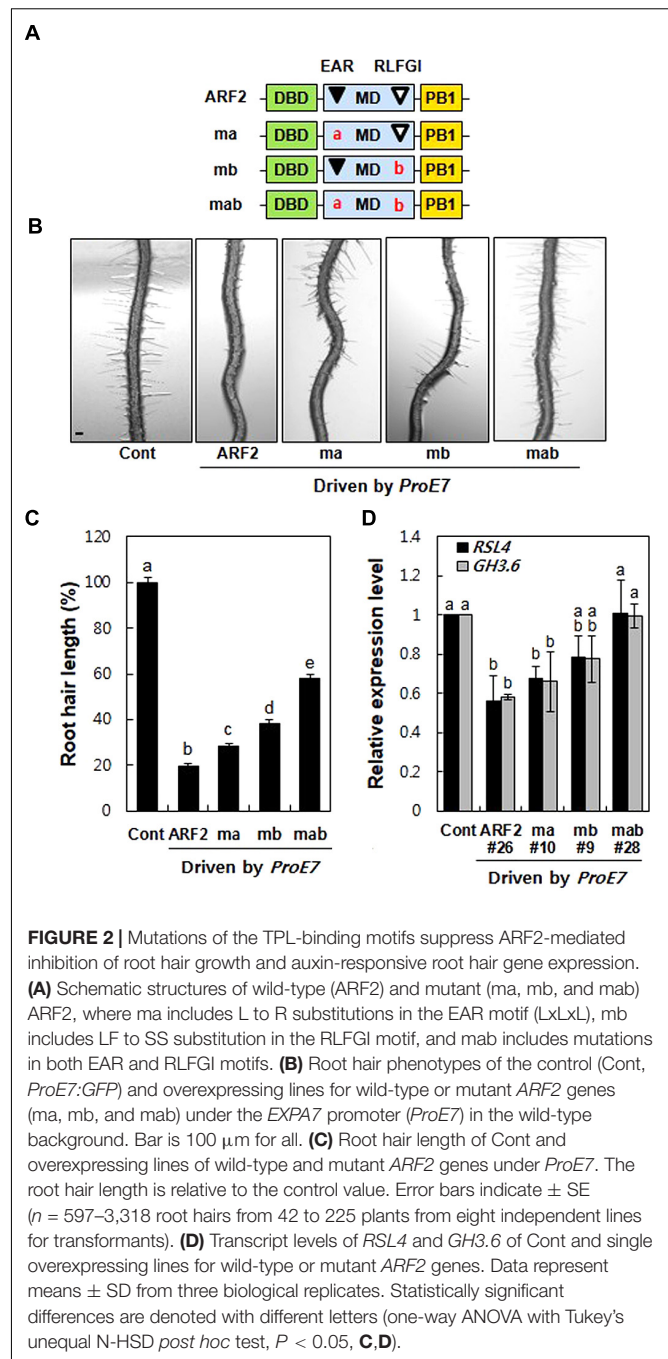 A
EAR RLFGI
ARF2 DBD MD PB1
ma DBD a MD PB1
mb DBD MD b PB1
mab DBD a MD b PB1
B
Cont ARF2 ma mb mab
Driven by ProE7
C
Root hair length (%)
120
100
80
60
40
20
0
a
b
c
d
e
Cont ARF2 ma mb mab
Driven by ProE7
D
Relative expression level
1.4
1.2
1
0.8
0.6
0.4
0.2
0
RSL4
GH3.6
a a
b b
b b
a a
b b
a
a
Cont ARF2 ma mb mab
#26 #10 #9 #28
Driven by ProE7
FIGURE 2 | Mutations of the TPL-binding motifs suppress ARF2-mediated
inhibition of root hair growth and auxin-responsive root hair gene expression.
(A) Schematic structures of wild-type (ARF2) and mutant (ma, mb, and mab)
ARF2, where ma includes L to R substitutions in the EAR motif (LxLxL), mb
includes LF to SS substitution in the RLFGI motif, and mab includes mutations
in both EAR and RLFGI motifs. (B) Root hair phenotypes of the control (Cont,
ProE7:GFP) and overexpressing lines for wild-type or mutant ARF2 genes
(ma, mb, and mab) under the EXPA7 promoter (ProE7) in the wild-type
background. Bar is 100 μm for all. (C) Root hair length of Cont and
overexpressing lines of wild-type and mutant ARF2 genes under ProE7. The
root hair length is relative to the control value. Error bars indicate ± SE
(n = 597–3,318 root hairs from 42 to 225 plants from eight independent lines
for transformants). (D) Transcript levels of RSL4 and GH3.6 of Cont and single
overexpressing lines for wild-type or mutant ARF2 genes. Data represent
means ± SD from three biological replicates. Statistically significant
differences are denoted with different letters (one-way ANOVA with Tukey's
unequal N-HSD post hoc test, P < 0.05, C,D).